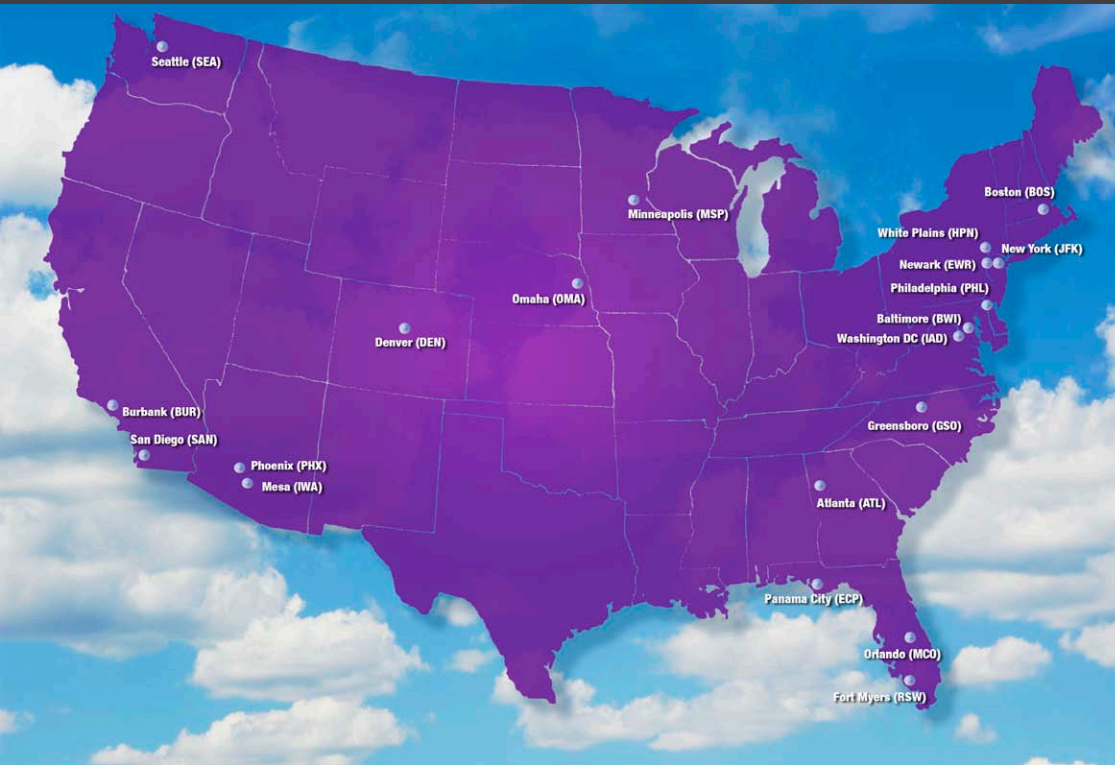 Seattle (SEA)
Boston (BOS)
Minneapolis (MSP)
White Plains (HPN)
New York (JFK)
Newark (EWR)
Philadelphia (PHL)
Omaha (OMA)
Baltimore (BWI)
Washington DC (IAD)
Denver (DEN)
Burbank (BUR)
Greensboro (GSO)
San Diego (SAN)
Phoenix (PHX)
Mesa (IWA)
Atlanta (ATL)
Panama City (ECP)
Orlando (MCO)
Fort Myers (RSW)